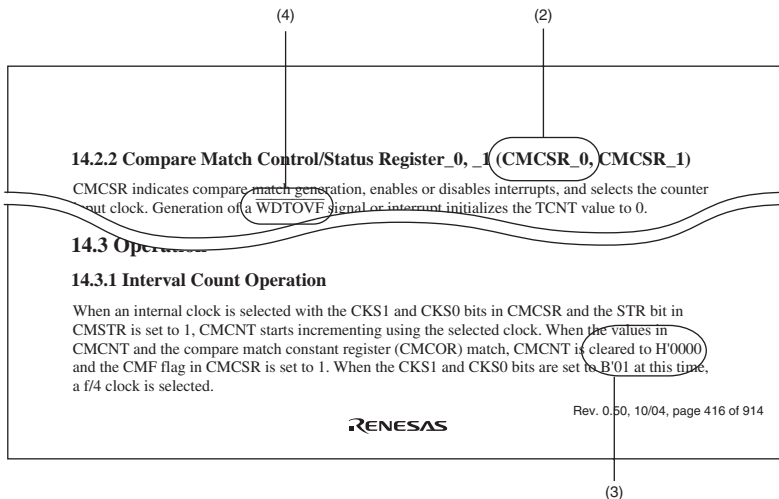 (4)
(2)
14.2.2 Compare Match Control/Status Register_0, _1 (CMCSR_0, CMCSR_1)
CMCSR indicates compare match generation, enables or disables interrupts, and selects the counter
input clock. Generation of a WDTOVF signal or interrupt initializes the TCNT value to 0.
14.3 Operation
14.3.1 Interval Count Operation
When an internal clock is selected with the CKS1 and CKS0 bits in CMCSR and the STR bit in
CMSTR is set to 1, CMCNT starts incrementing using the selected clock. When the values in
CMCNT and the compare match constant register (CMCOR) match, CMCNT is cleared to H'0000
and the CMF flag in CMCSR is set to 1. When the CKS1 and CKS0 bits are set to B'01 at this time,
a f/4 clock is selected.
Rev. 0.50, 10/04, page 416 of 914
RENESAS
(3)